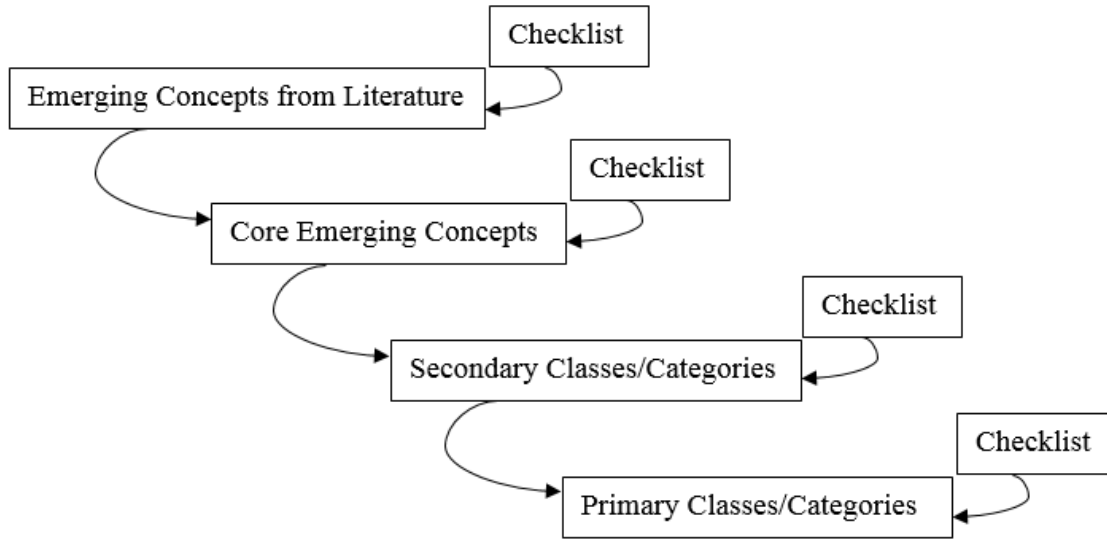 Checklist
Emerging Concepts from Literature
Checklist
Core Emerging Concepts
Checklist
Secondary Classes/Categories
Checklist
Primary Classes/Categories